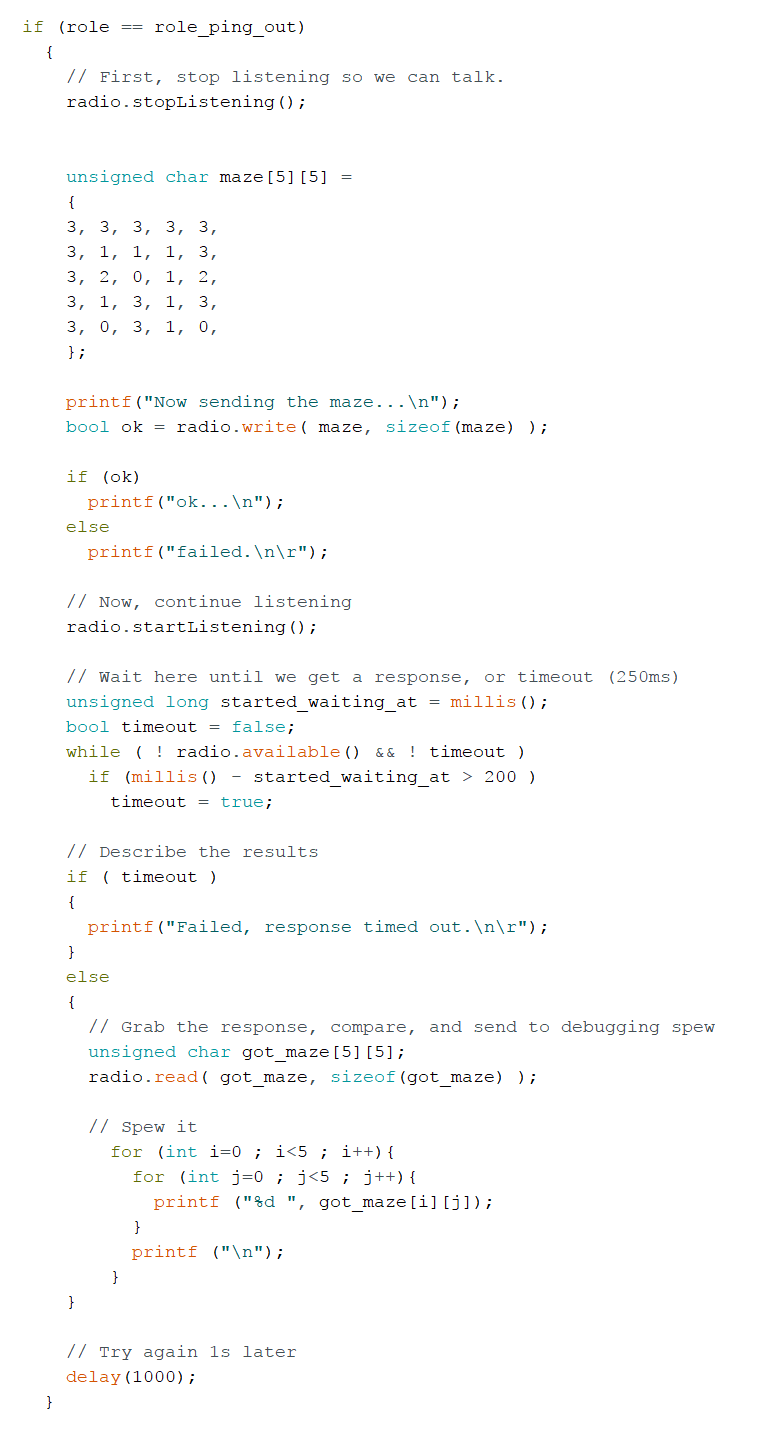 if (role == role_ping_out)
{
// First, stop listening so we can talk.
radio.stopListening();
unsigned char maze[5][5] =
{
3, 3, 3, 3, 3,
3, 1, 1, 1, 3,
3, 2, 0, 1, 2,
3, 1, 3, 1, 3,
3, 0, 3, 1, 0,
};
printf("Now sending the maze...\n");
bool ok = radio.write( maze, sizeof(maze) );
if (ok)
printf("ok...\n");
else
printf("failed.\n\r");
// Now, continue listening
radio.startListening();
// Wait here until we get a response, or timeout (250ms)
unsigned long started_waiting_at = millis();
bool timeout = false;
while ( ! radio.available() && ! timeout )
if (millis() - started_waiting_at > 200 )
timeout = true;
// Describe the results
if ( timeout )
{
printf("Failed, response timed out.\n\r");
}
else
{
// Grab the response, compare, and send to debugging spew
unsigned char got_maze[5][5];
radio.read( got_maze, sizeof(got_maze) );
// Spew it
for (int i=0 ; i<5 ; i++){
for (int j=0 ; j<5 ; j++){
printf ("%d ", got_maze[i][j]);
}
printf ("\n");
}
}
// Try again 1s later
delay(1000);
}